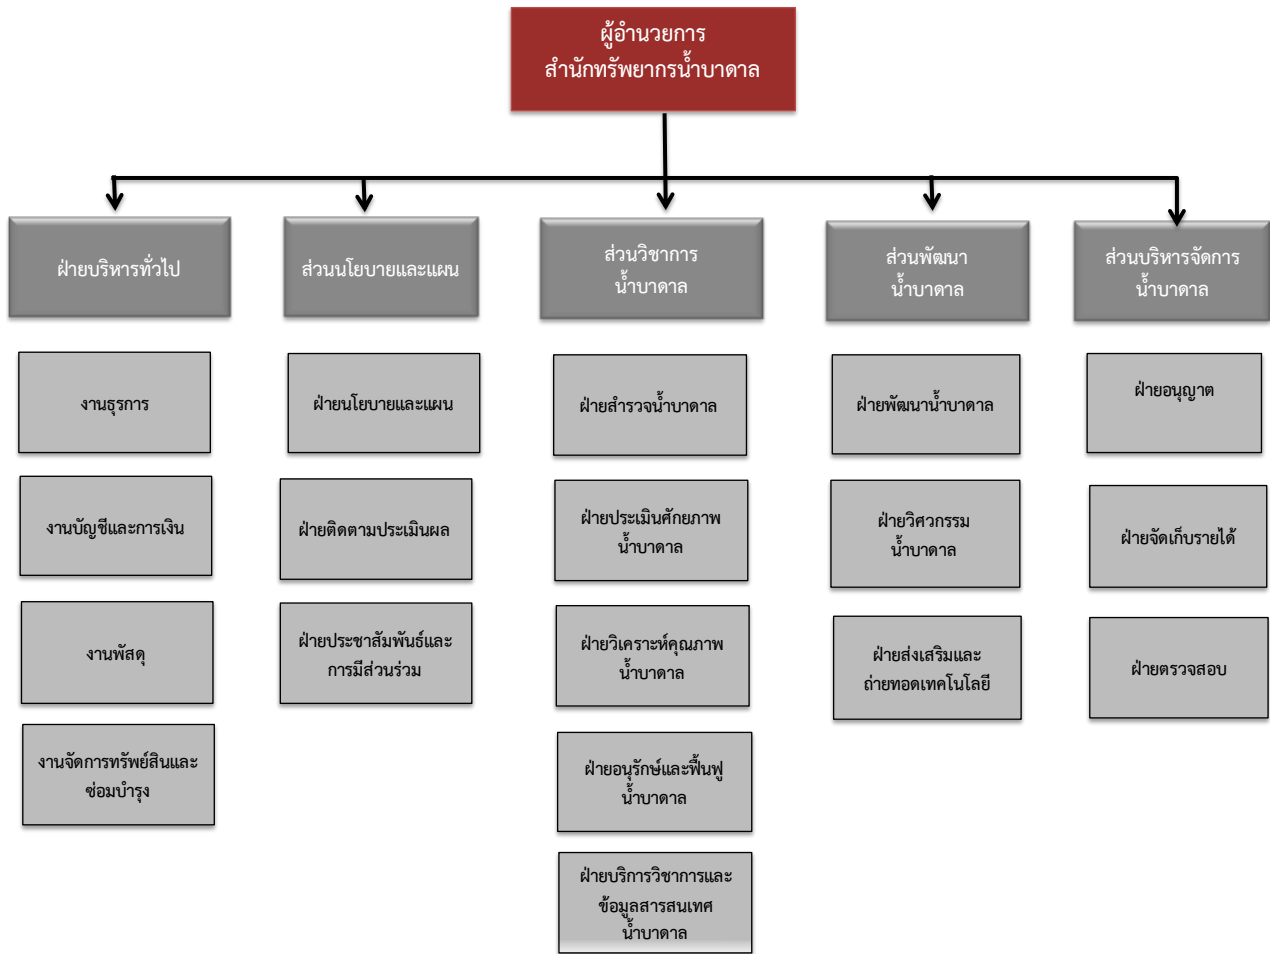 ผู้อำนวยการ
สำนักทรัพยากรน้ำบาดาล
ฝ่ายบริหารทั่วไป
งานธุรการ
งานบัญชีและการเงิน
งานพัสดุ
งานจัดการทรัพย์สินและ
ซ่อมบำรุง
ส่วนนโยบายและแผน
ฝ่ายนโยบายและแผน
ฝ่ายติดตามประเมินผล
ฝ่ายประชาสัมพันธ์และ
การมีส่วนร่วม
ส่วนวิชาการ
น้ำบาดาล
ฝ่ายสำรวจน้ำบาดาล
ฝ่ายประเมินศักยภาพ
น้ำบาดาล
ฝ่ายวิเคราะห์คุณภาพ
น้ำบาดาล
ฝ่ายอนุรักษ์และฟื้นฟู
น้ำบาดาล
ฝ่ายบริการวิชาการและ
ข้อมูลสารสนเทศ
น้ำบาดาล
ส่วนพัฒนา
น้ำบาดาล
ฝ่ายพัฒนาน้ำบาดาล
ฝ่ายวิศวกรรม
น้ำบาดาล
ฝ่ายส่งเสริมและ
ถ่ายทอดเทคโนโลยี
ส่วนบริหารจัดการ
น้ำบาดาล
ฝ่ายอนุญาต
ฝ่ายจัดเก็บรายได้
ฝ่ายตรวจสอบ